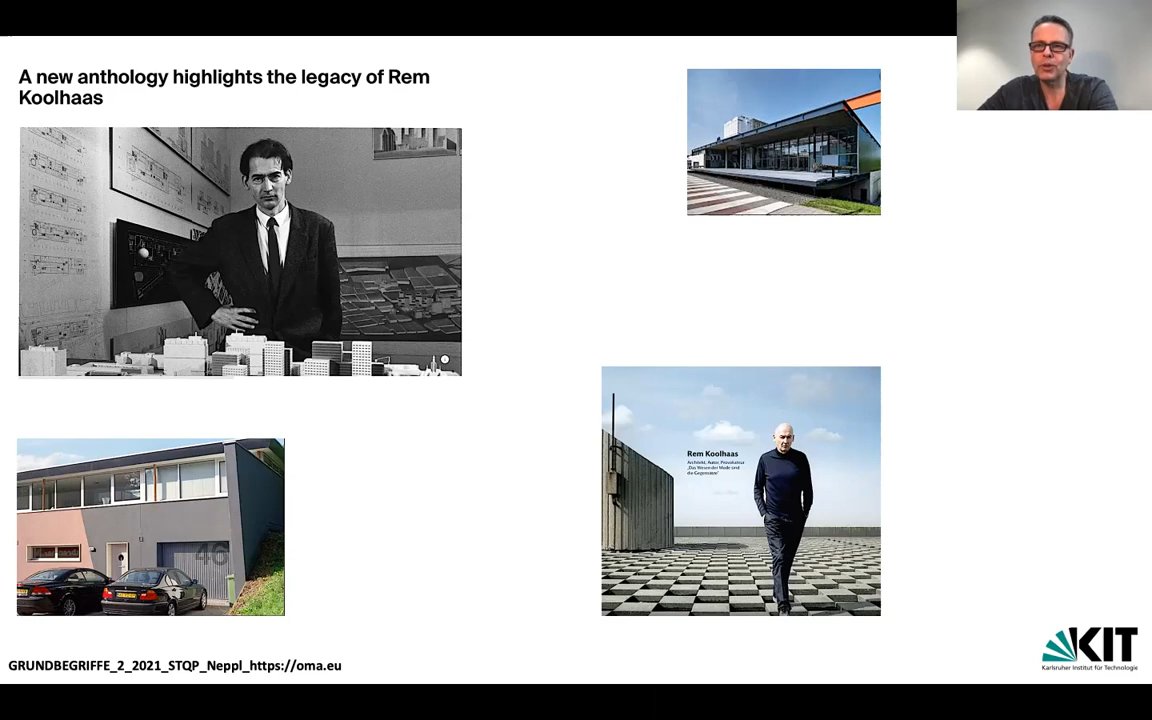 A new anthology highlights the legacy of Rem
Koolhaas
46
Rem Koolhaas
Architekt, Autor, Provokateur
„Das Wesen der Mode sind
die Gegensätze“
GRUNDBEGRIFFE_2_2021_STQP_Neppl_https://oma.eu
KIT
Karlsruher Institut für Technologie